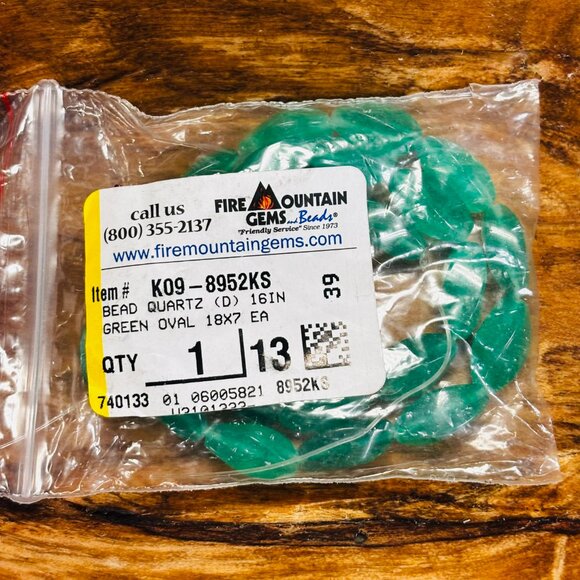 call us
(800) 355-2137
FIRE MOUNTAIN
GEMS and Beads®
"Friendly Service" Since 1973
www.firemountaingems.com
Item # K09-8952KS
BEAD QUARTZ (D) 16IN
GREEN OVAL 18X7 EA
39
QTY 1 13
740133 01 06005821 8952KS